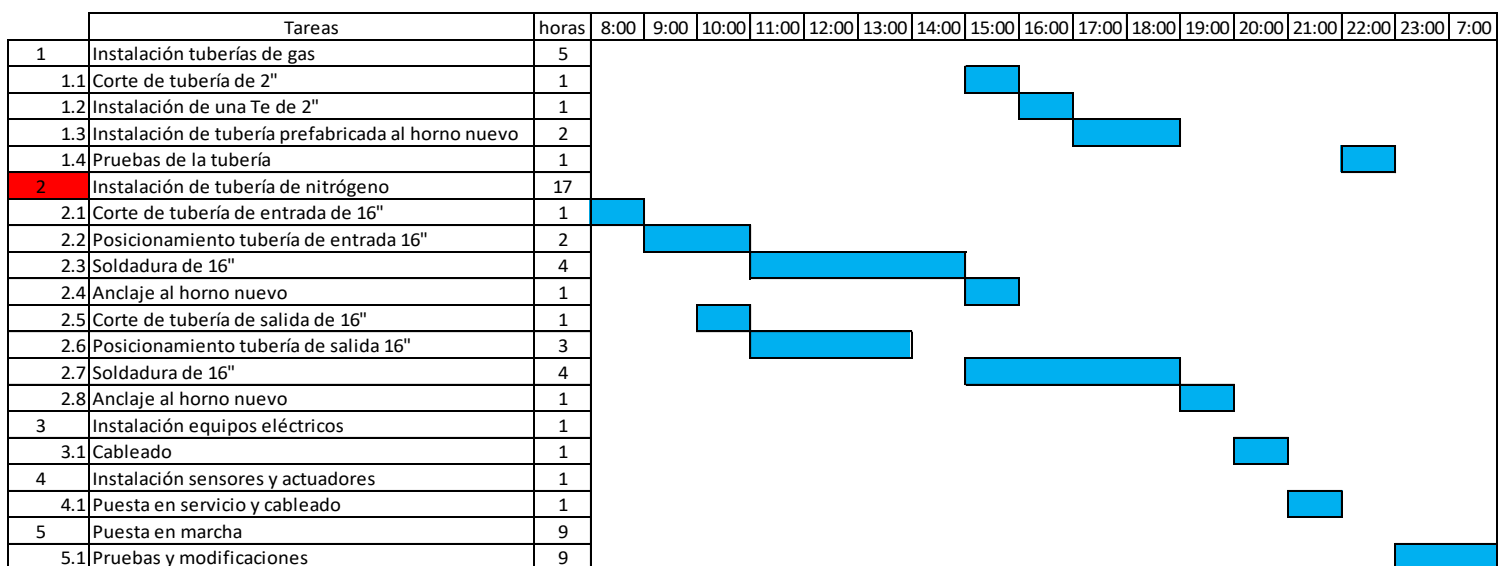 Tareas horas 8:00 9:00 10:00 11:00 12:00 13:00 14:00 15:00 16:00 17:00 18:00 19:00 20:00 21:00 22:00 23:00 7:00
1 Instalación tuberías de gas 5
1.1 Corte de tubería de 2" 1
1.2 Instalación de una Te de 2" 1
1.3 Instalación de tubería prefabricada al horno nuevo 2
1.4 Pruebas de la tubería 1
2 Instalación de tubería de nitrógeno 17
2.1 Corte de tubería de entrada de 16" 1
2.2 Posicionamiento tubería de entrada 16" 2
2.3 Soldadura de 16" 4
2.4 Anclaje al horno nuevo 1
2.5 Corte de tubería de salida de 16" 1
2.6 Posicionamiento tubería de salida 16" 3
2.7 Soldadura de 16" 4
2.8 Anclaje al horno nuevo 1
3 Instalación equipos eléctricos 1
3.1 Cableado 1
4 Instalación sensores y actuadores 1
4.1 Puesta en servicio y cableado 1
5 Puesta en marcha 9
5.1 Pruebas y modificaciones 9